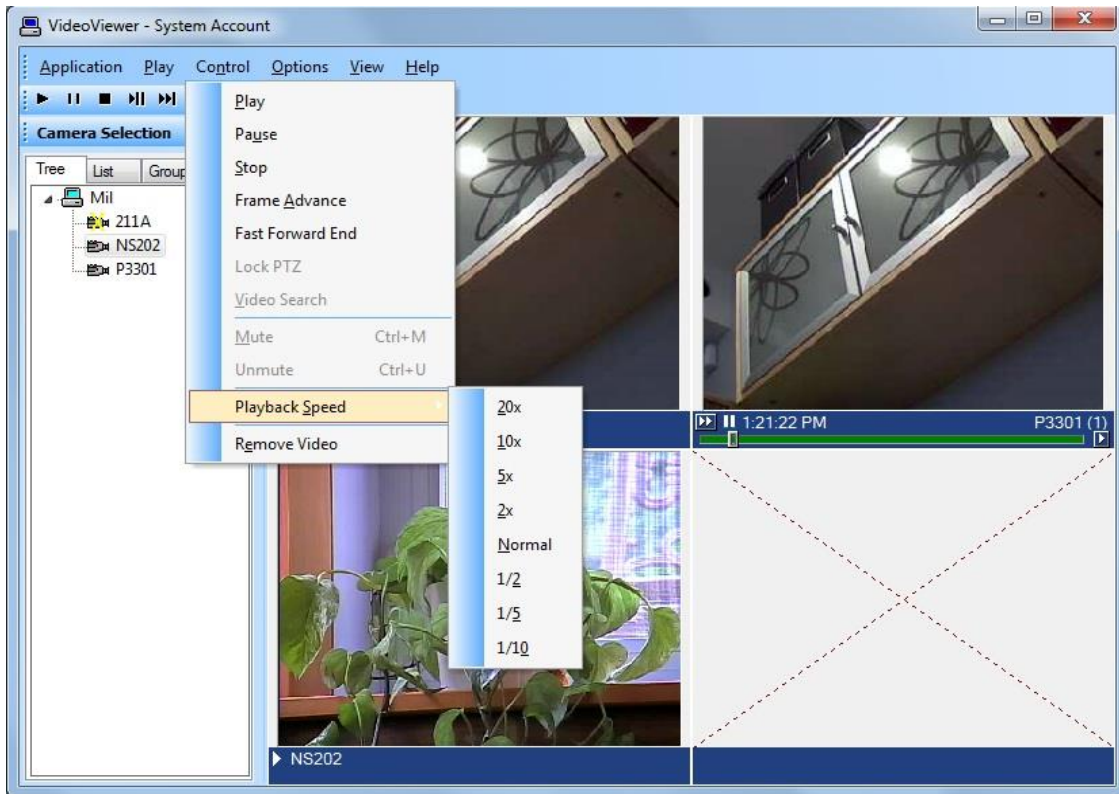 VideoViewer - System Account
Application Play Control Options View Help
Camera Selection
Tree List Group
Mil
211A
NS202
P3301
Play
Pause
Stop
Frame Advance
Fast Forward End
Lock PTZ
Video Search
Mute Ctrl+M
Unmute Ctrl+U
Playback Speed
Remove Video
20x
10x
5x
2x
Normal
1/2
1/5
1/10
1:21:22 PM P3301 (1)
NS202